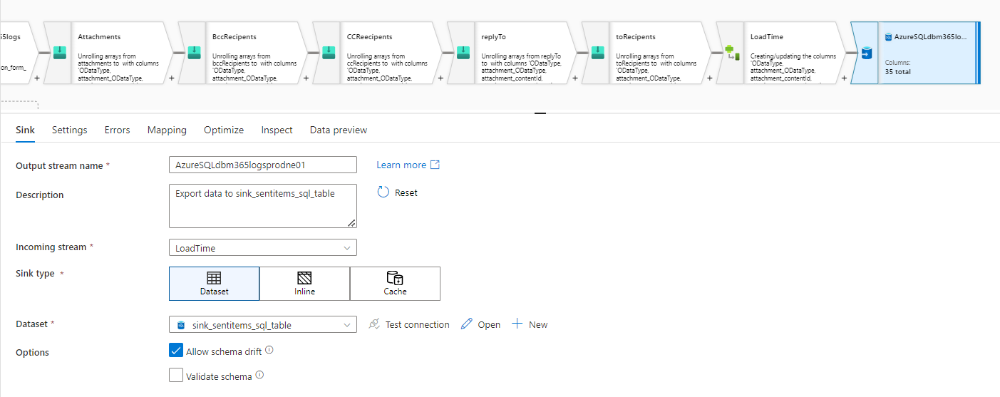 65logs
on_form_
+
Attachments
Unrolling arrays from
attachments to with columns
'ODataType,
attachment_ODataType,
+
BccRecipents
Unrolling arrays from
bccRecipients to with columns
'ODataType,
attachment_ODataType,
+
CCReecipents
Unrolling arrays from
ccRecipients to with columns
'ODataType,
attachment_ODataType,
+
replyTo
Unrolling arrays from replyTo
to with columns 'ODataType,
attachment_ODataType,
attachment_contentId,
+
toRecipents
Unrolling arrays from
toRecipients to with columns
'ODataType,
attachment_ODataType,
+
LoadTime
Creating/updating the columns
'ODataType,
attachment_ODataType,
attachment_contentId,
+
AzureSQLdbm365lo...
Columns:
35 total
Sink Settings Errors Mapping Optimize Inspect Data preview
Output stream name * AzureSQLdbm365logsprodne01 Learn more
Description Export data to sink_sentitems_sql_table Reset
Incoming stream * LoadTime
Sink type * Dataset Inline Cache
Dataset * SQL sink_sentitems_sql_table Test connection Open New
Options Allow schema drift
Validate schema